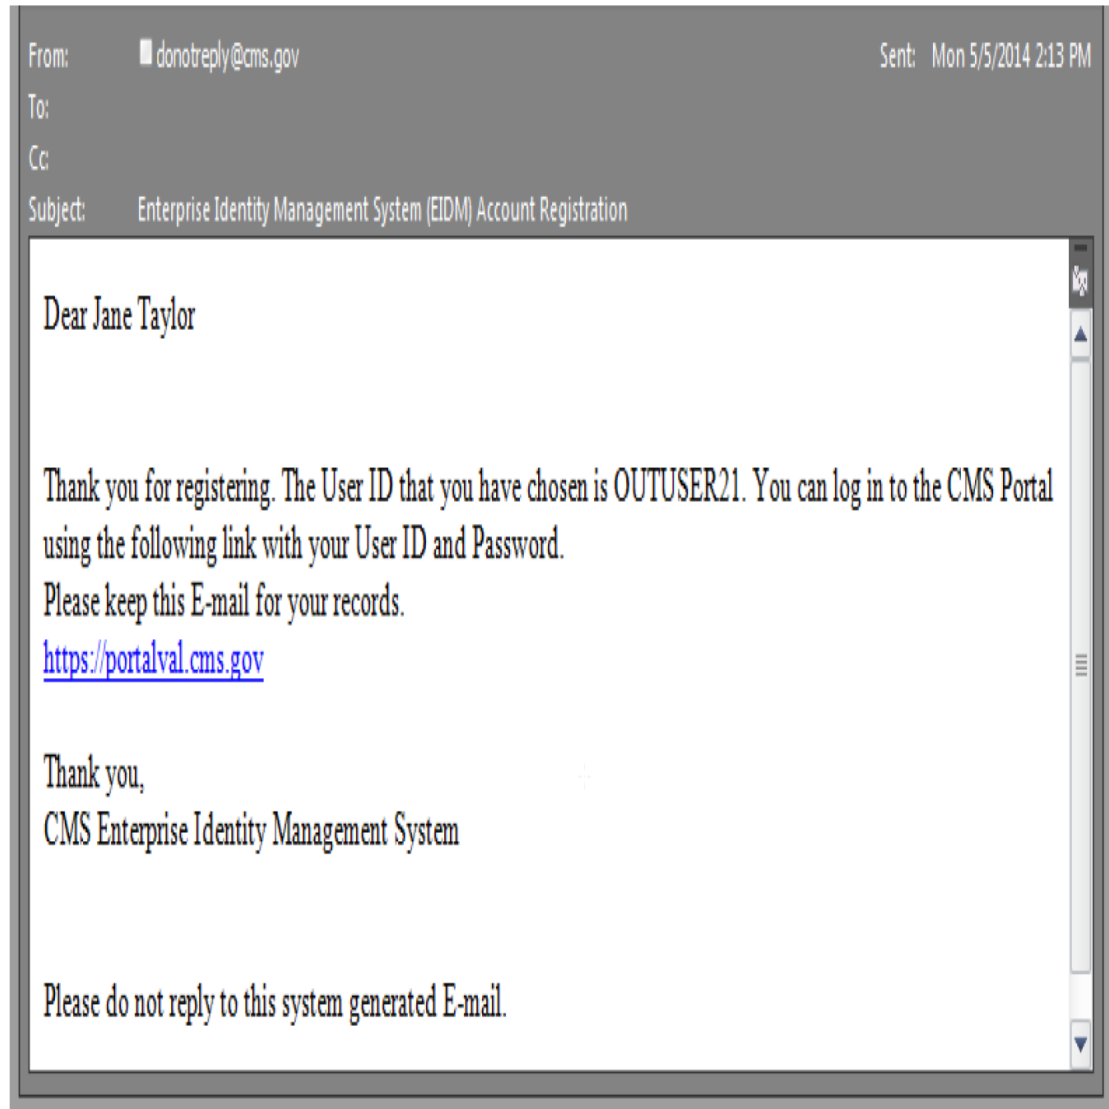 From: donotreply@cms.gov Sent: Mon 5/5/2014 2:13 PM
To:
Cc:
Subject: Enterprise Identity Management System (EIDM) Account Registration
Dear Jane Taylor
Thank you for registering. The User ID that you have chosen is OUTUSER21. You can log in to the CMS Portal
using the following link with your User ID and Password.
Please keep this E-mail for your records.
https://portalval.cms.gov
Thank you,
CMS Enterprise Identity Management System
Please do not reply to this system generated E-mail.